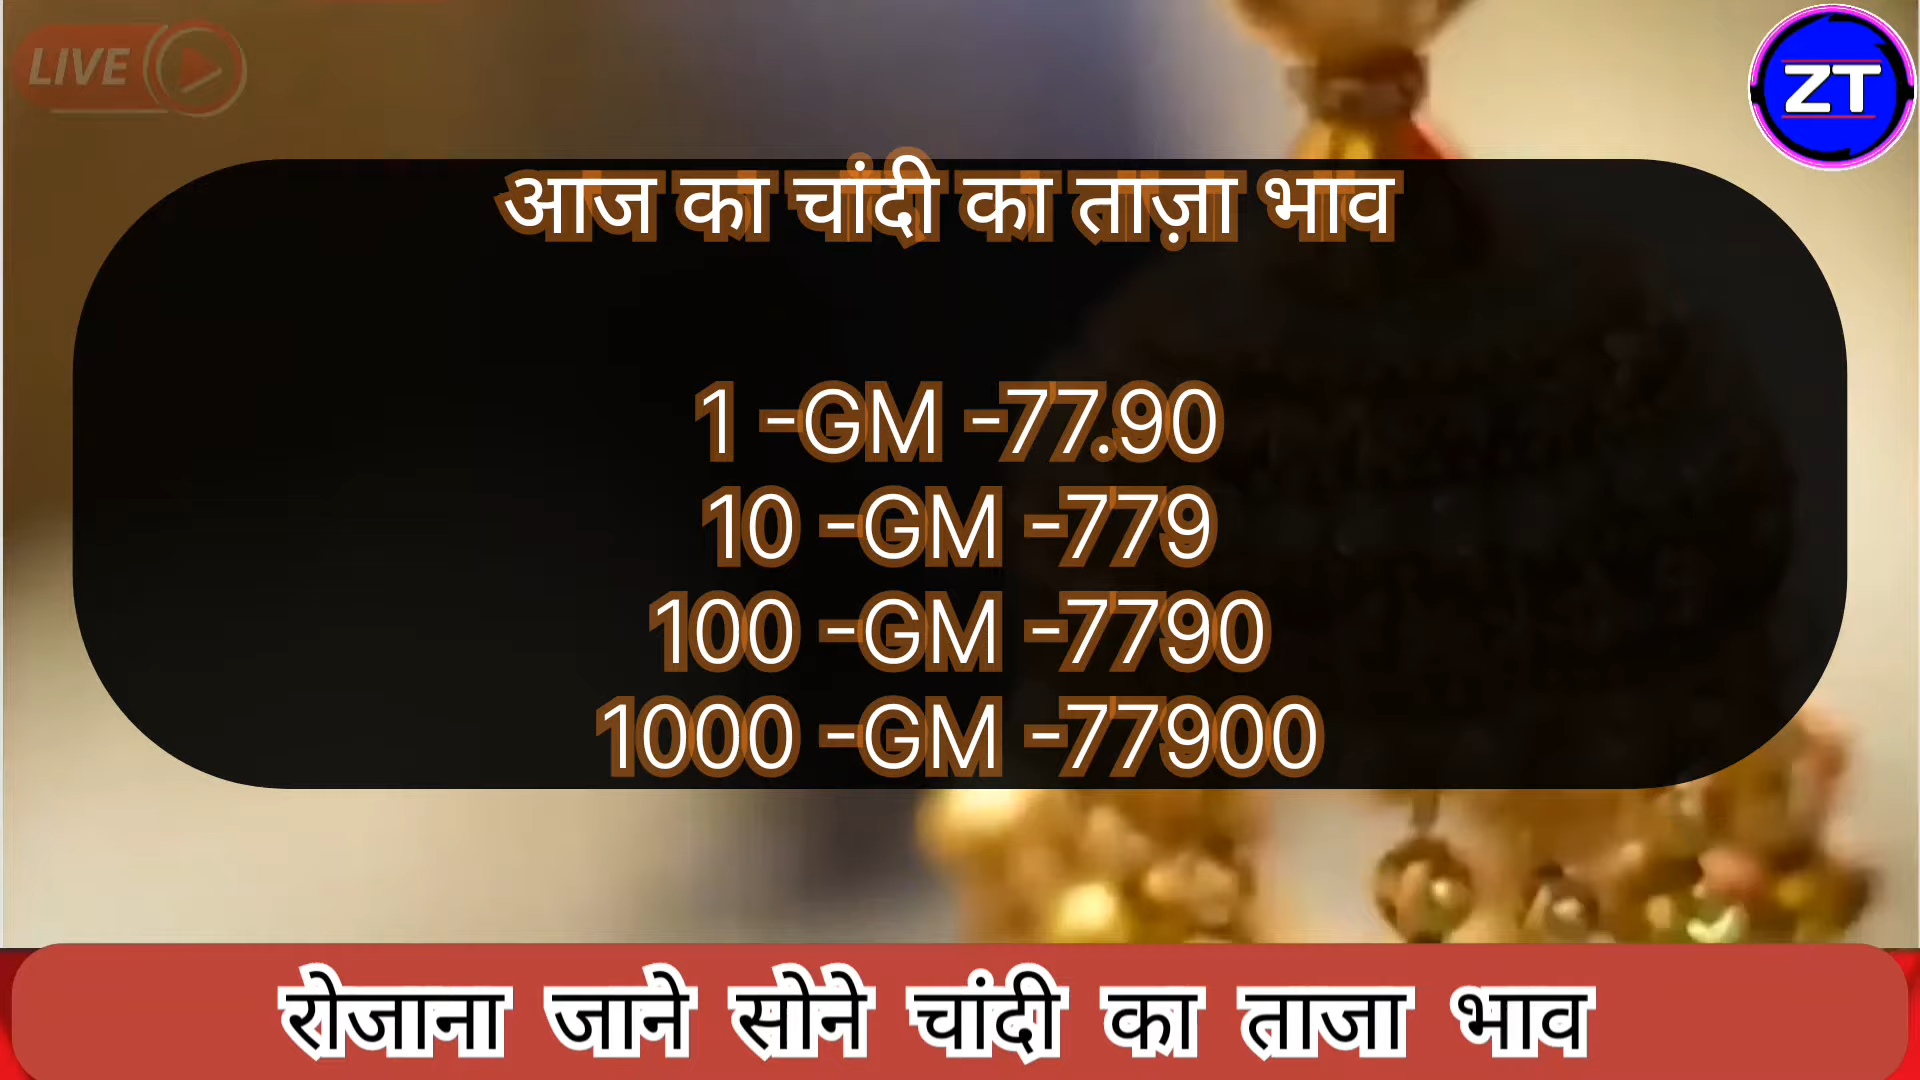 LIVE
ZT
आज का चांदी का ताज़ा भाव
1 -GM -77.90
10 -GM -779
100 -GM -7790
1000 -GM -77900
रोजाना जाने सोने चांदी का ताजा भाव